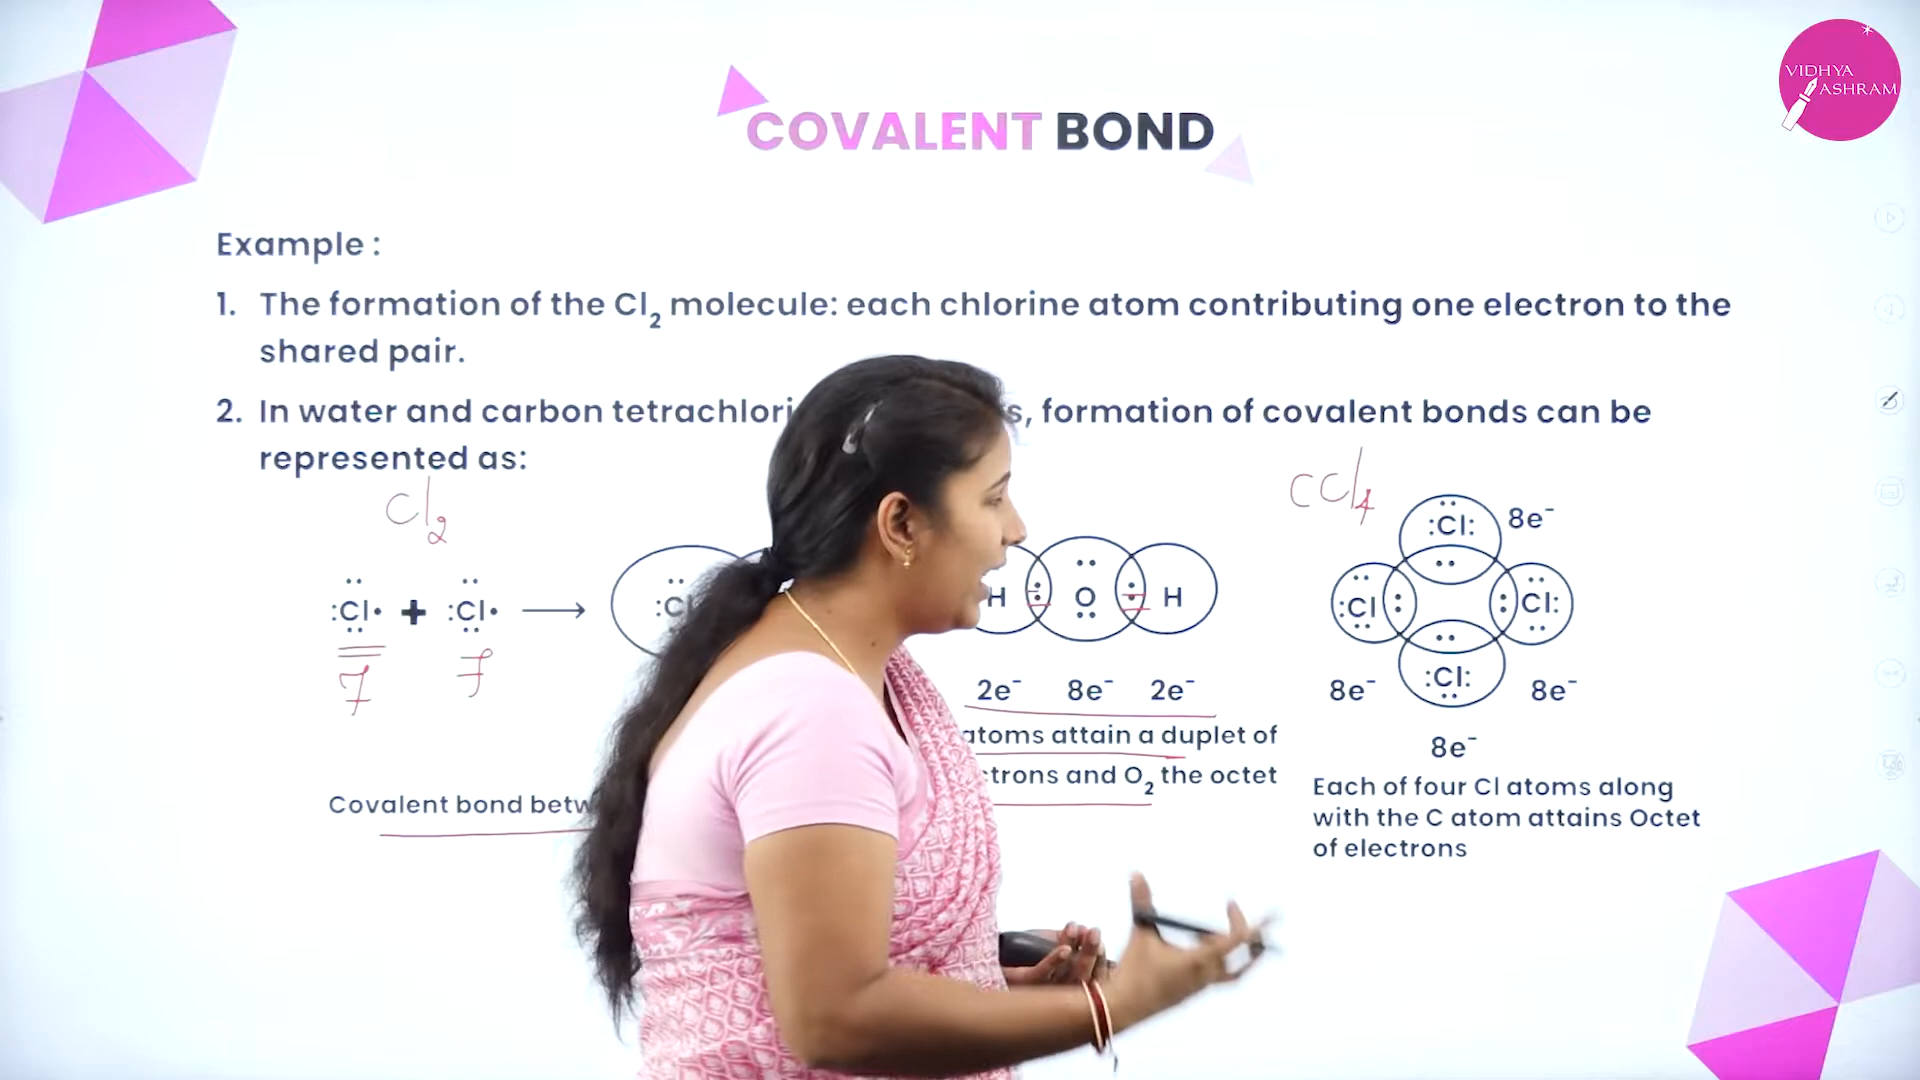 VIDHYA
ASHRAM
COVALENT BOND
Example :
1. The formation of the Cl₂ molecule: each chlorine atom contributing one electron to the
shared pair.
2. In water and carbon tetrachlori s, formation of covalent bonds can be
represented as:
Cl₂
CCl₄
:Cl: 8e⁻
:Cl· + :Cl· ⟶ :Cl
H : O : H
:Cl : : Cl:
:Cl:
7 7
2e⁻ 8e⁻ 2e⁻
8e⁻ 8e⁻
8e⁻
atoms attain a duplet of
ctrons and O₂ the octet
Covalent bond betw
Each of four Cl atoms along
with the C atom attains Octet
of electrons